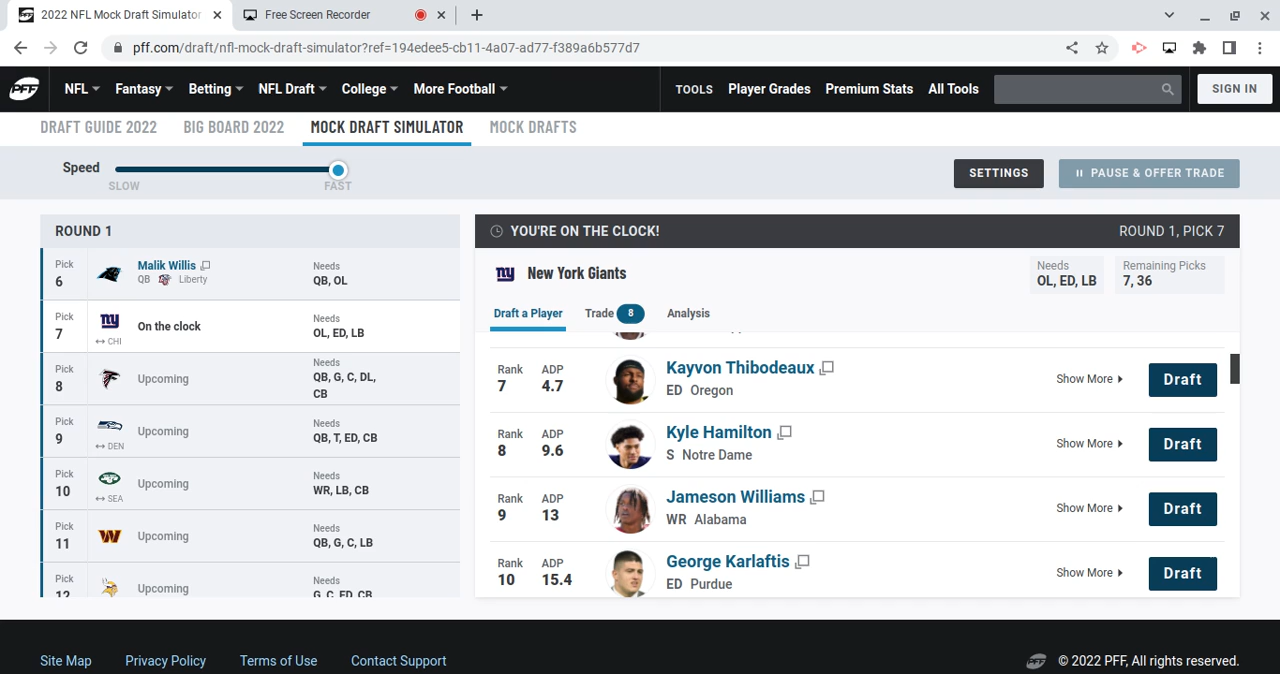 2022 NFL Mock Draft Simulator
Free Screen Recorder
pff.com/draft/nfl-mock-draft-simulator?ref=194edee5-cb11-4a07-ad77-f389a6b577d7
PFF NFL Fantasy Betting NFL Draft College More Football TOOLS Player Grades Premium Stats All Tools SIGN IN
DRAFT GUIDE 2022 BIG BOARD 2022 MOCK DRAFT SIMULATOR MOCK DRAFTS
Speed
SLOW FAST
SETTINGS
PAUSE & OFFER TRADE
ROUND 1
Pick
6
Malik Willis
QB Liberty
Needs
QB, OL
Pick
7
ny
↔ CHI
On the clock
Needs
OL, ED, LB
Pick
8
Upcoming
Needs
QB, G, C, DL,
CB
Pick
9
↔ DEN
Upcoming
Needs
QB, T, ED, CB
Pick
10
↔ SEA
Upcoming
Needs
WR, LB, CB
Pick
11
W
Upcoming
Needs
QB, G, C, LB
Pick
12
Upcoming
Needs
G, C, ED, CB
YOU'RE ON THE CLOCK!
ROUND 1, PICK 7
ny New York Giants
Needs
OL, ED, LB
Remaining Picks
7, 36
Draft a Player Trade 8 Analysis
Rank ADP
7 4.7
Kayvon Thibodeaux
ED Oregon
Show More
Draft
Rank ADP
8 9.6
Kyle Hamilton
S Notre Dame
Show More
Draft
Rank ADP
9 13
Jameson Williams
WR Alabama
Show More
Draft
Rank ADP
10 15.4
George Karlaftis
ED Purdue
Show More
Draft
Site Map Privacy Policy Terms of Use Contact Support
PFF © 2022 PFF, All rights reserved.